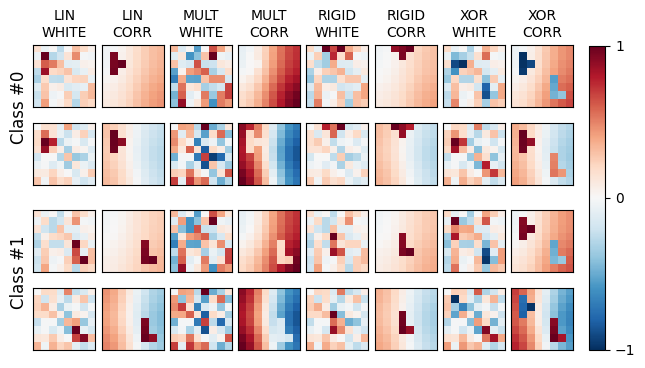 LIN WHITE
LIN CORR
MULT WHITE
MULT CORR
RIGID WHITE
RIGID CORR
XOR WHITE
XOR CORR
Class #0
Class #1
1
0
−1